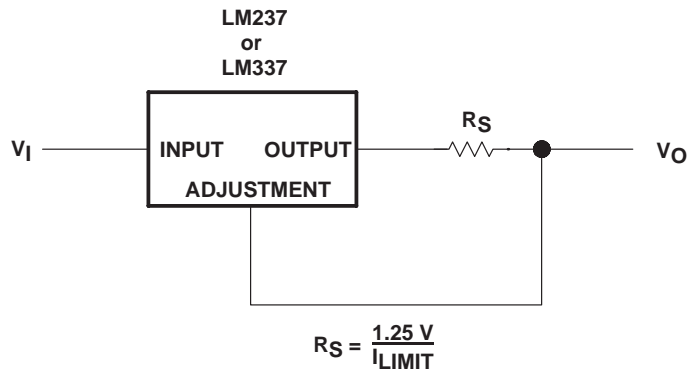 LM237
or
LM337
VI
INPUT
OUTPUT
ADJUSTMENT
RS
VO
RS = 1.25 V / ILIMIT